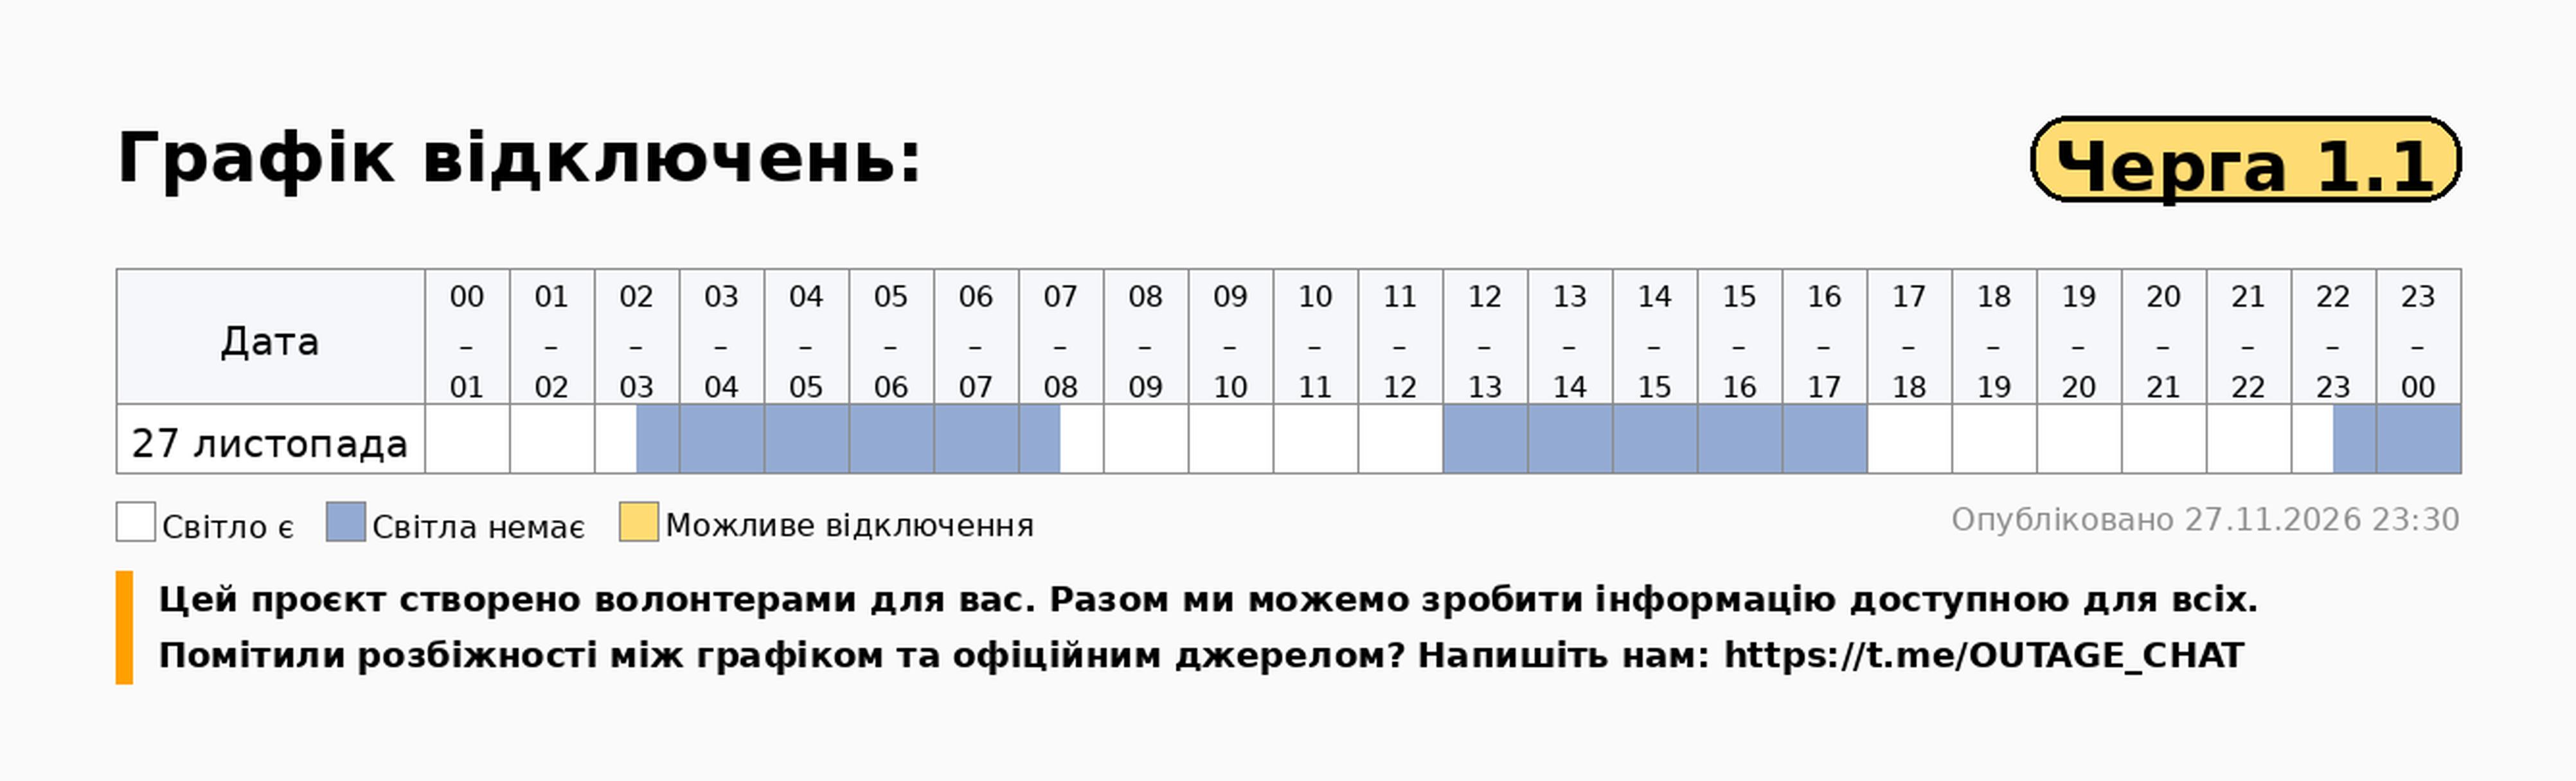 Графік відключень:
Черга 1.1
Дата 00 – 01 01 – 02 02 – 03 03 – 04 04 – 05 05 – 06 06 – 07 07 – 08 08 – 09 09 – 10 10 – 11 11 – 12 12 – 13 13 – 14 14 – 15 15 – 16 16 – 17 17 – 18 18 – 19 19 – 20 20 – 21 21 – 22 22 – 23 23 – 00
27 листопада
Світло є Світла немає Можливе відключення
Опубліковано 27.11.2026 23:30
Цей проєкт створено волонтерами для вас. Разом ми можемо зробити інформацію доступною для всіх.
Помітили розбіжності між графіком та офіційним джерелом? Напишіть нам: https://t.me/OUTAGE_CHAT